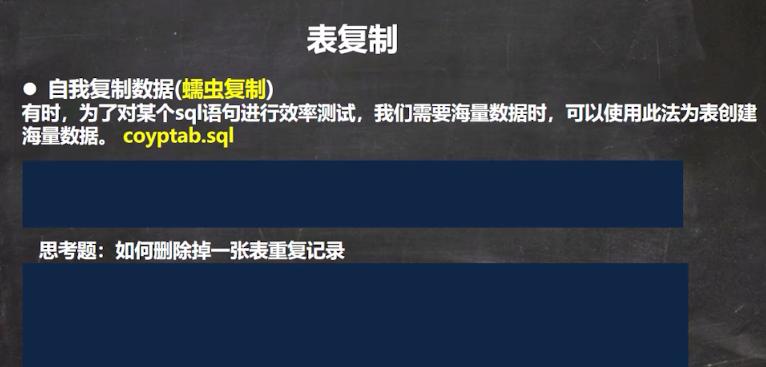 表复制
● 自我复制数据(蠕虫复制)
有时，为了对某个sql语句进行效率测试，我们需要海量数据时，可以使用此法为表创建
海量数据。 coyptab.sql
思考题：如何删除掉一张表重复记录